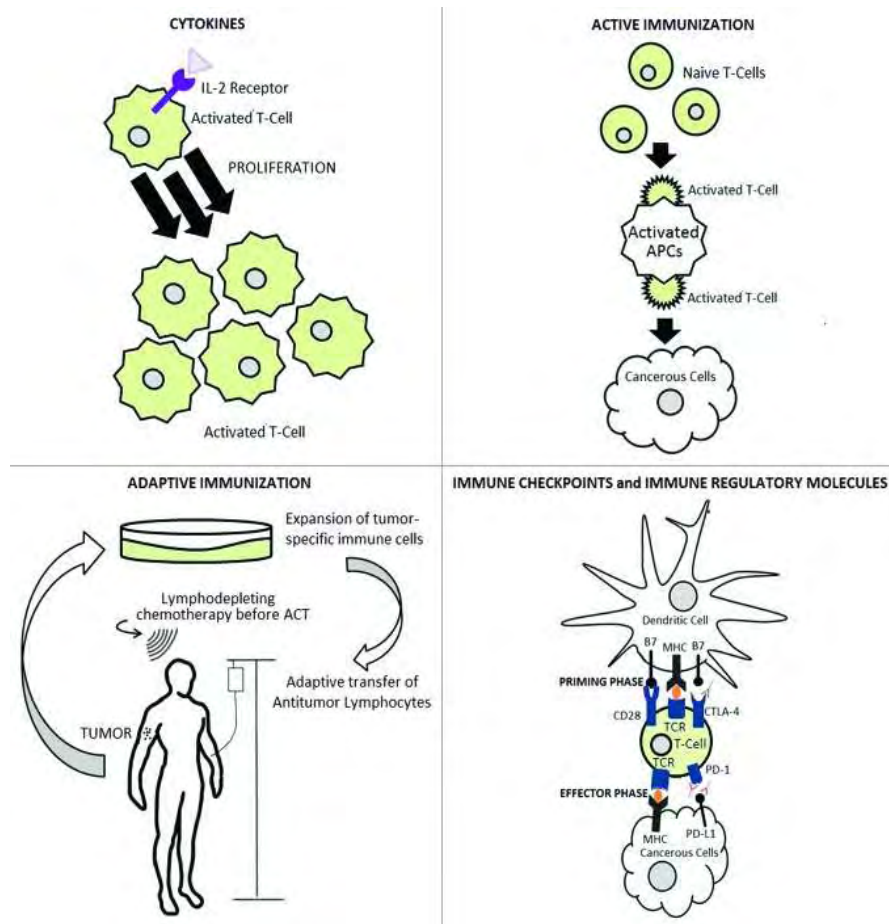 CYTOKINES
IL-2 Receptor
Activated T-Cell
PROLIFERATION
Activated T-Cell
ACTIVE IMMUNIZATION
Naive T-Cells
Activated T-Cell
Activated
APCs
Activated T-Cell
Cancerous Cells
ADAPTIVE IMMUNIZATION
Expansion of tumor-
specific immune cells
Lymphodepleting
chemotherapy before ACT
Adaptive transfer of
Antitumor Lymphocytes
TUMOR
IMMUNE CHECKPOINTS and IMMUNE REGULATORY MOLECULES
Dendritic Cell
B7 MHC B7
PRIMING PHASE
CD28 CTLA-4
TCR
T-Cell
TCR
PD-1
EFFECTOR PHASE
MHC PD-L1
Cancerous Cells